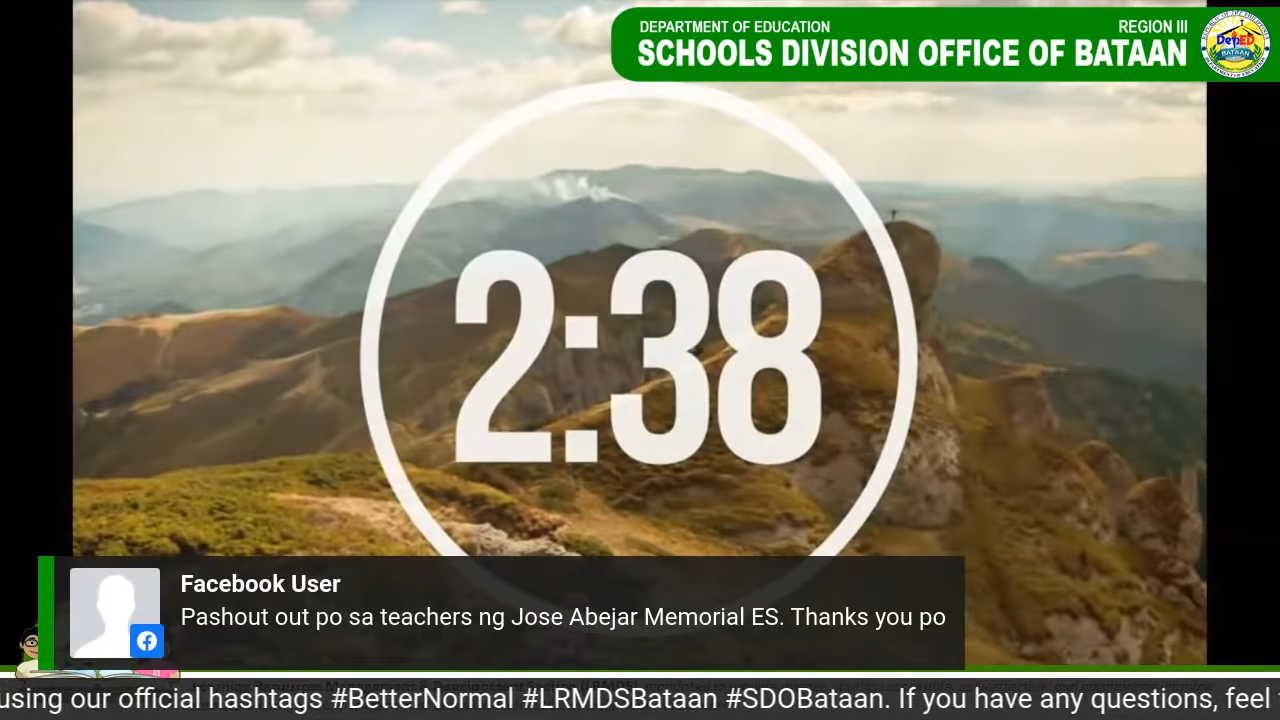 DEPARTMENT OF EDUCATION
REGION III
SCHOOLS DIVISION OFFICE OF BATAAN
DepED
BATAAN
2:38
Facebook User
Pashout out po sa teachers ng Jose Abejar Memorial ES. Thanks you po
using our official hashtags #BetterNormal #LRMDSBataan #SDOBataan. If you have any questions, feel